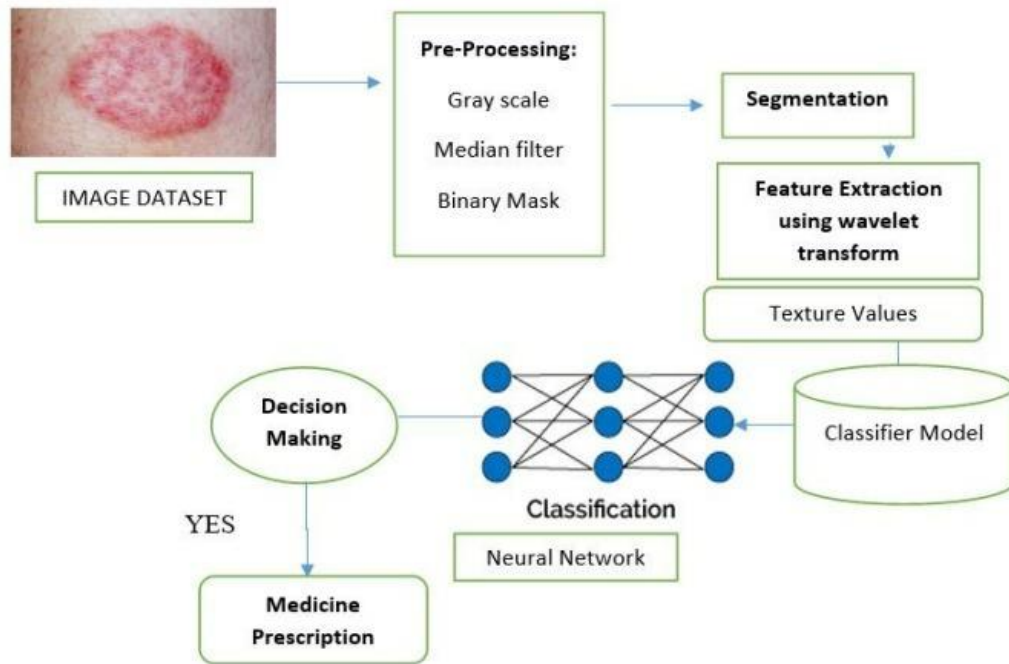 IMAGE DATASET
Pre-Processing:
Gray scale
Median filter
Binary Mask
Segmentation
Feature Extraction
using wavelet
transform
Texture Values
Classifier Model
Classification
Neural Network
Decision
Making
YES
Medicine
Prescription